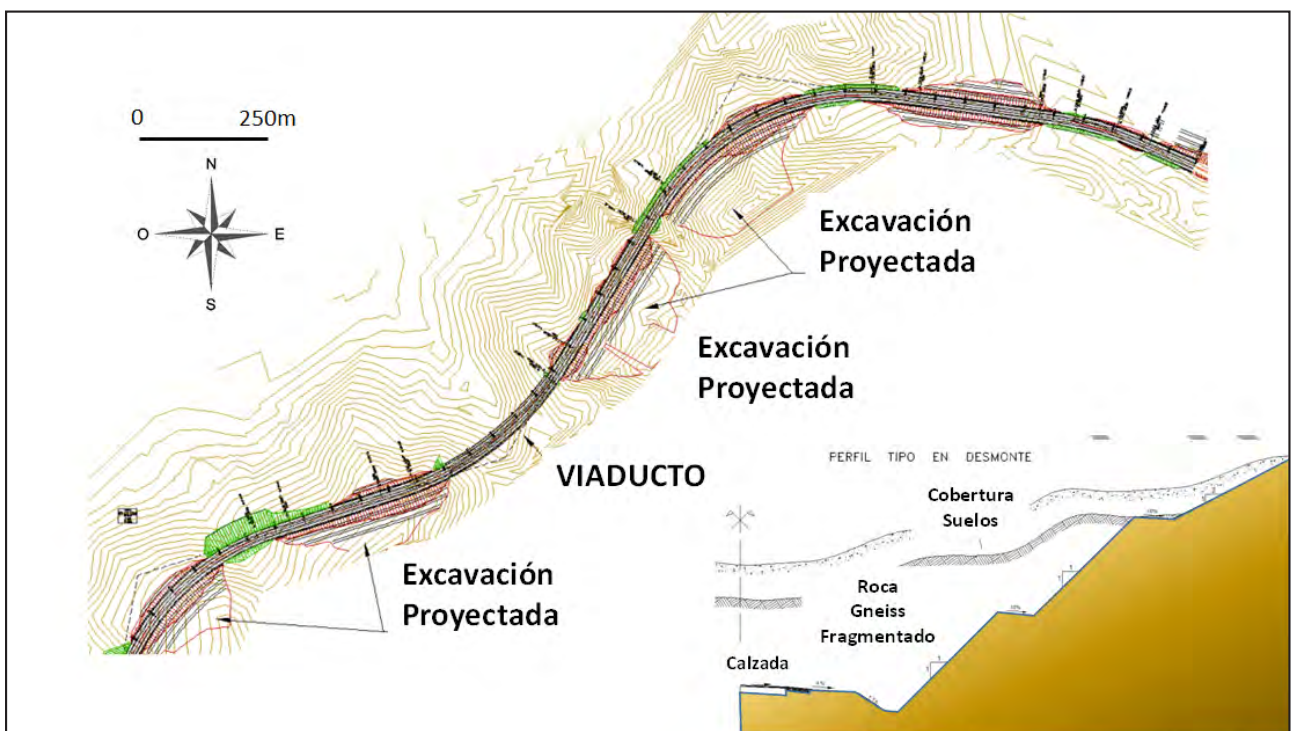 0 250m
N
O E
S
Excavación
Proyectada
Excavación
Proyectada
VIADUCTO
Excavación
Proyectada
PERFIL TIPO EN DESMONTE
Cobertura
Suelos
Roca
Gneiss
Fragmentado
Calzada